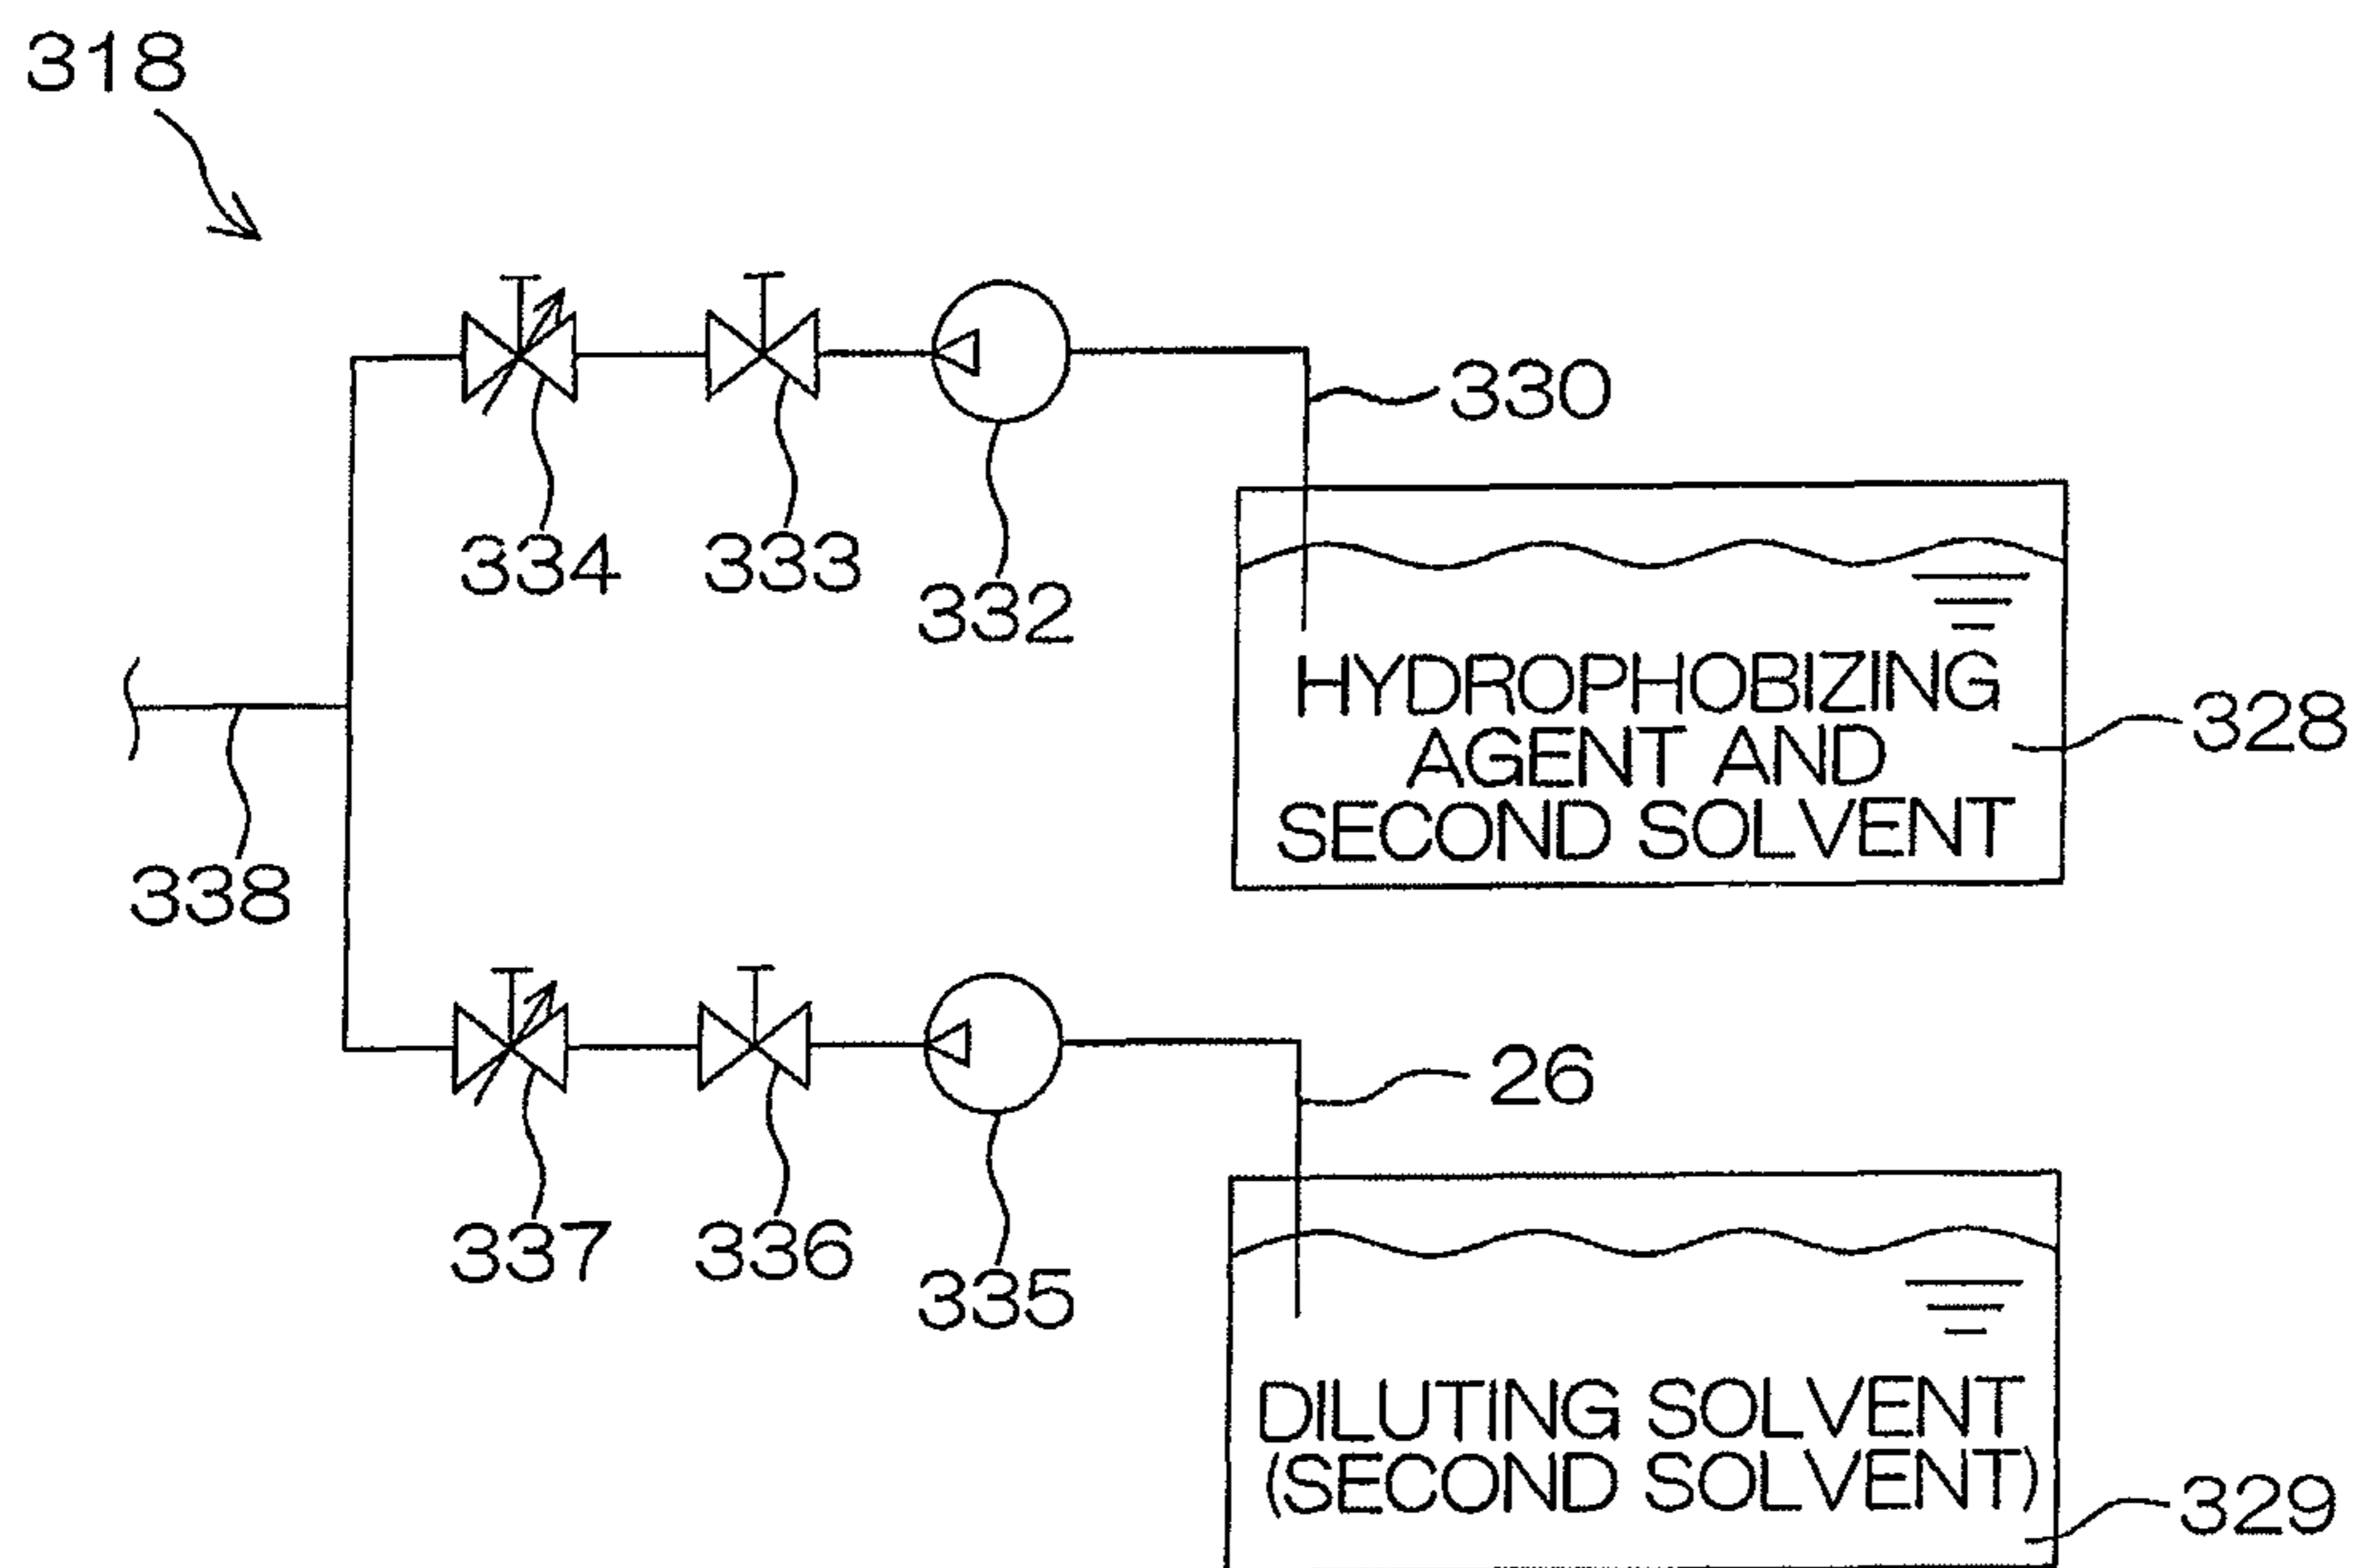 318
330
334
333
332
HYDROPHOBIZING
AGENT AND
SECOND SOLVENT
328
338
26
337
336
335
DILUTING SOLVENT
(SECOND SOLVENT)
329